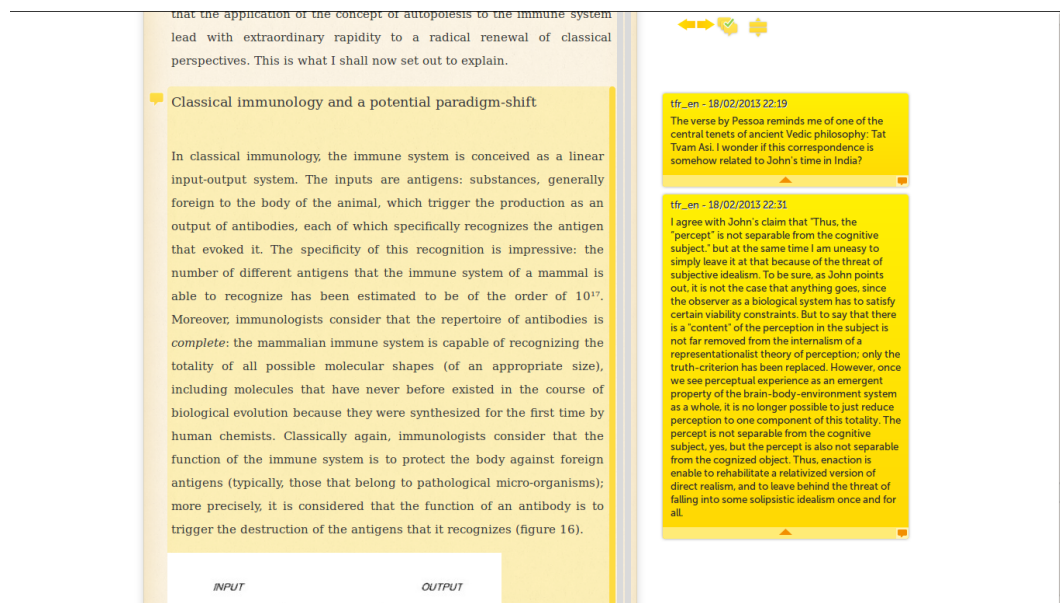 that the application of the concept of autopoiesis to the immune system
lead with extraordinary rapidity to a radical renewal of classical
perspectives. This is what I shall now set out to explain.
Classical immunology and a potential paradigm-shift
In classical immunology, the immune system is conceived as a linear
input-output system. The inputs are antigens: substances, generally
foreign to the body of the animal, which trigger the production as an
output of antibodies, each of which specifically recognizes the antigen
that evoked it. The specificity of this recognition is impressive: the
number of different antigens that the immune system of a mammal is
able to recognize has been estimated to be of the order of 10¹⁷.
Moreover, immunologists consider that the repertoire of antibodies is
complete: the mammalian immune system is capable of recognizing the
totality of all possible molecular shapes (of an appropriate size),
including molecules that have never before existed in the course of
biological evolution because they were synthesized for the first time by
human chemists. Classically again, immunologists consider that the
function of the immune system is to protect the body against foreign
antigens (typically, those that belong to pathological micro-organisms);
more precisely, it is considered that the function of an antibody is to
trigger the destruction of the antigens that it recognizes (figure 16).
INPUT OUTPUT
tfr_en - 18/02/2013 22:19
The verse by Pessoa reminds me of one of the
central tenets of ancient Vedic philosophy: Tat
Tvam Asi. I wonder if this correspondence is
somehow related to John's time in India?
tfr_en - 18/02/2013 22:31
I agree with John's claim that "Thus, the
"percept" is not separable from the cognitive
subject." but at the same time I am uneasy to
simply leave it at that because of the threat of
subjective idealism. To be sure, as John points
out, it is not the case that anything goes, since
the observer as a biological system has to satisfy
certain viability constraints. But to say that there
is a "content" of the perception in the subject is
not far removed from the internalism of a
representationalist theory of perception; only the
truth-criterion has been replaced. However, once
we see perceptual experience as an emergent
property of the brain-body-environment system
as a whole, it is no longer possible to just reduce
perception to one component of this totality. The
percept is not separable from the cognitive
subject, yes, but the percept is also not separable
from the cognized object. Thus, enaction is
enable to rehabilitate a relativized version of
direct realism, and to leave behind the threat of
falling into some solipsistic idealism once and for
all.